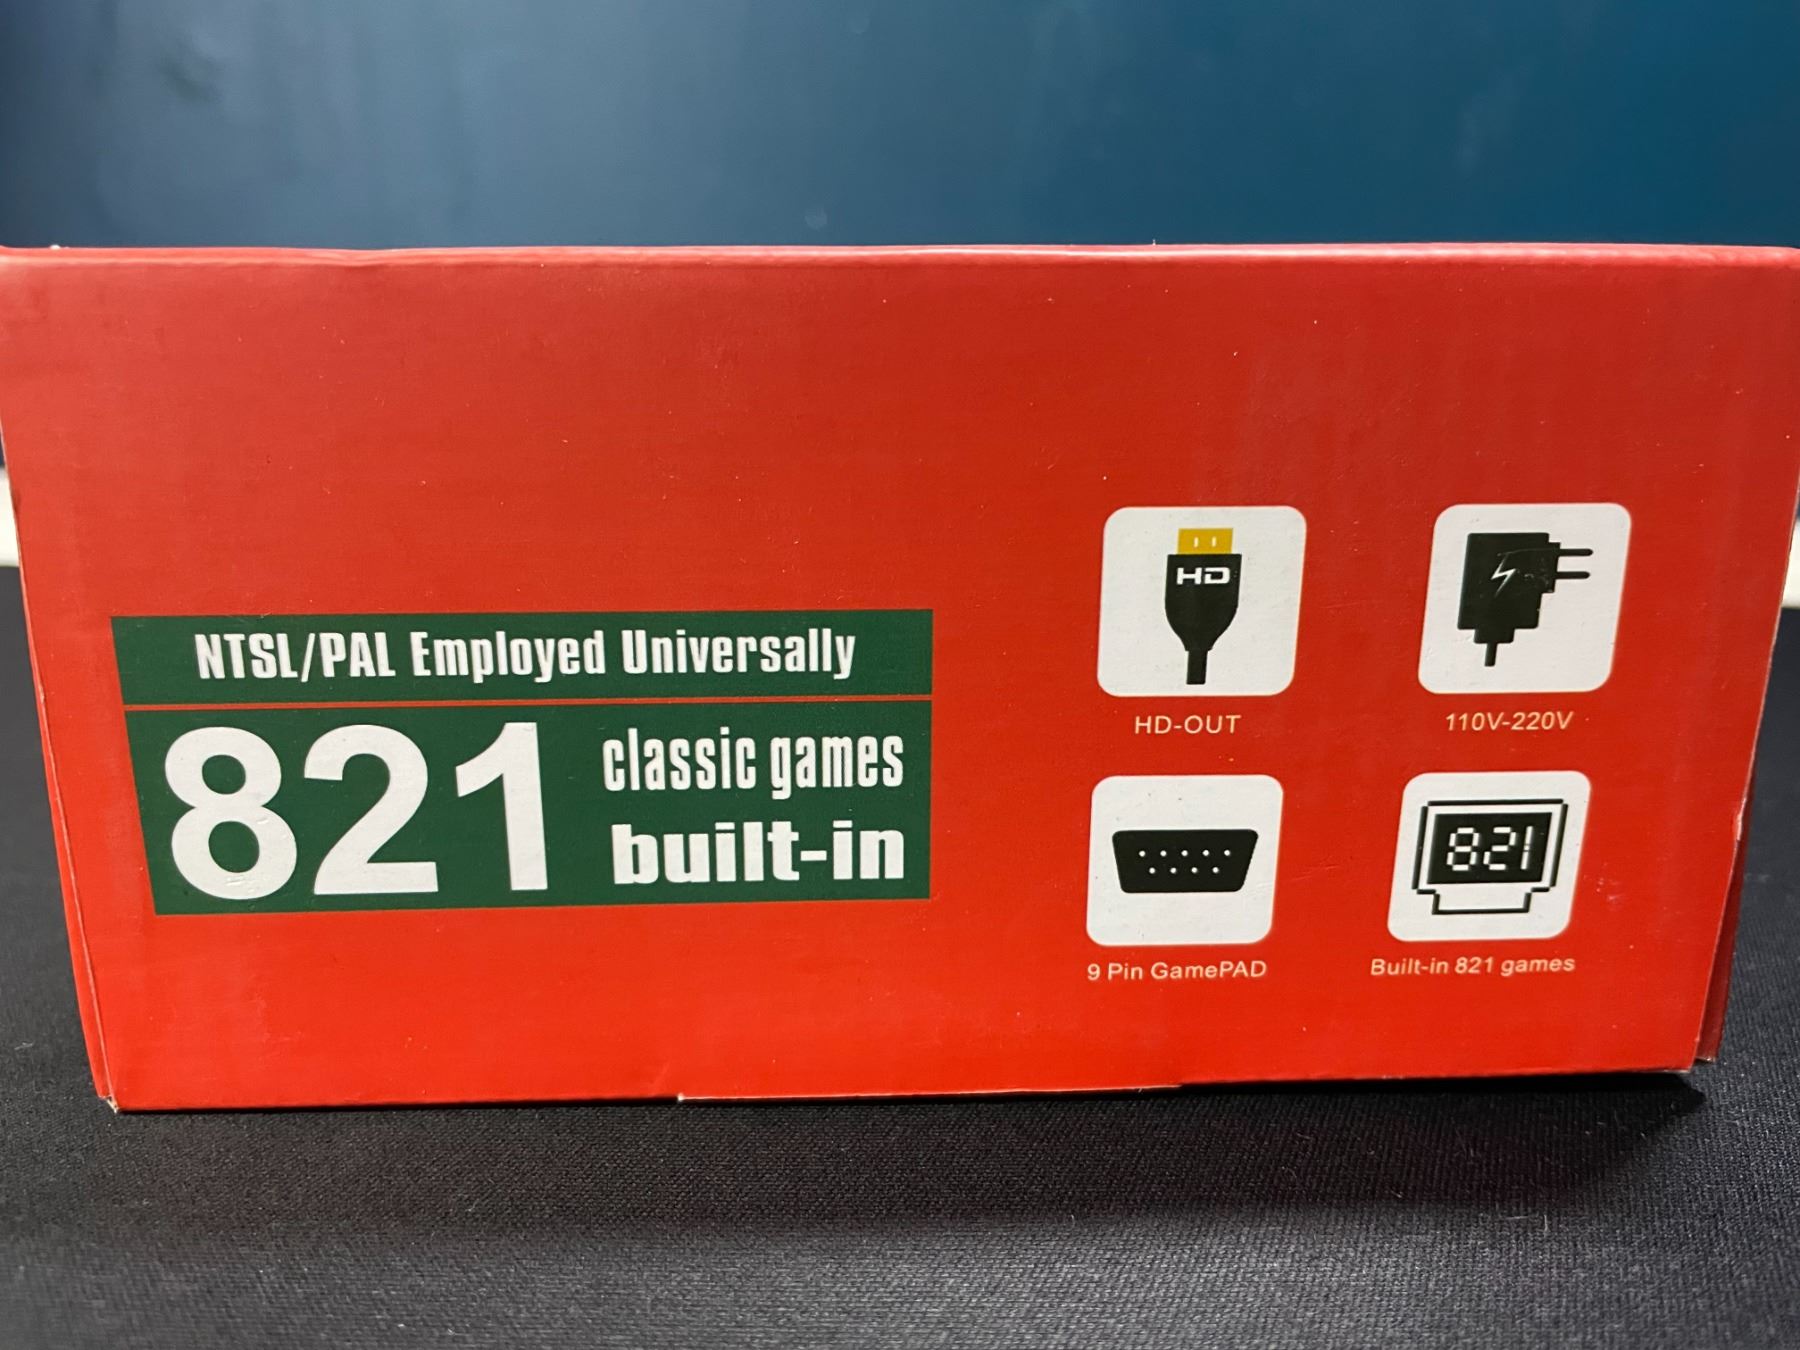 NTSL/PAL Employed Universally
821 classic games
built-in
HD
HD-OUT
110V-220V
9 Pin GamePAD
821
Built-in 821 games